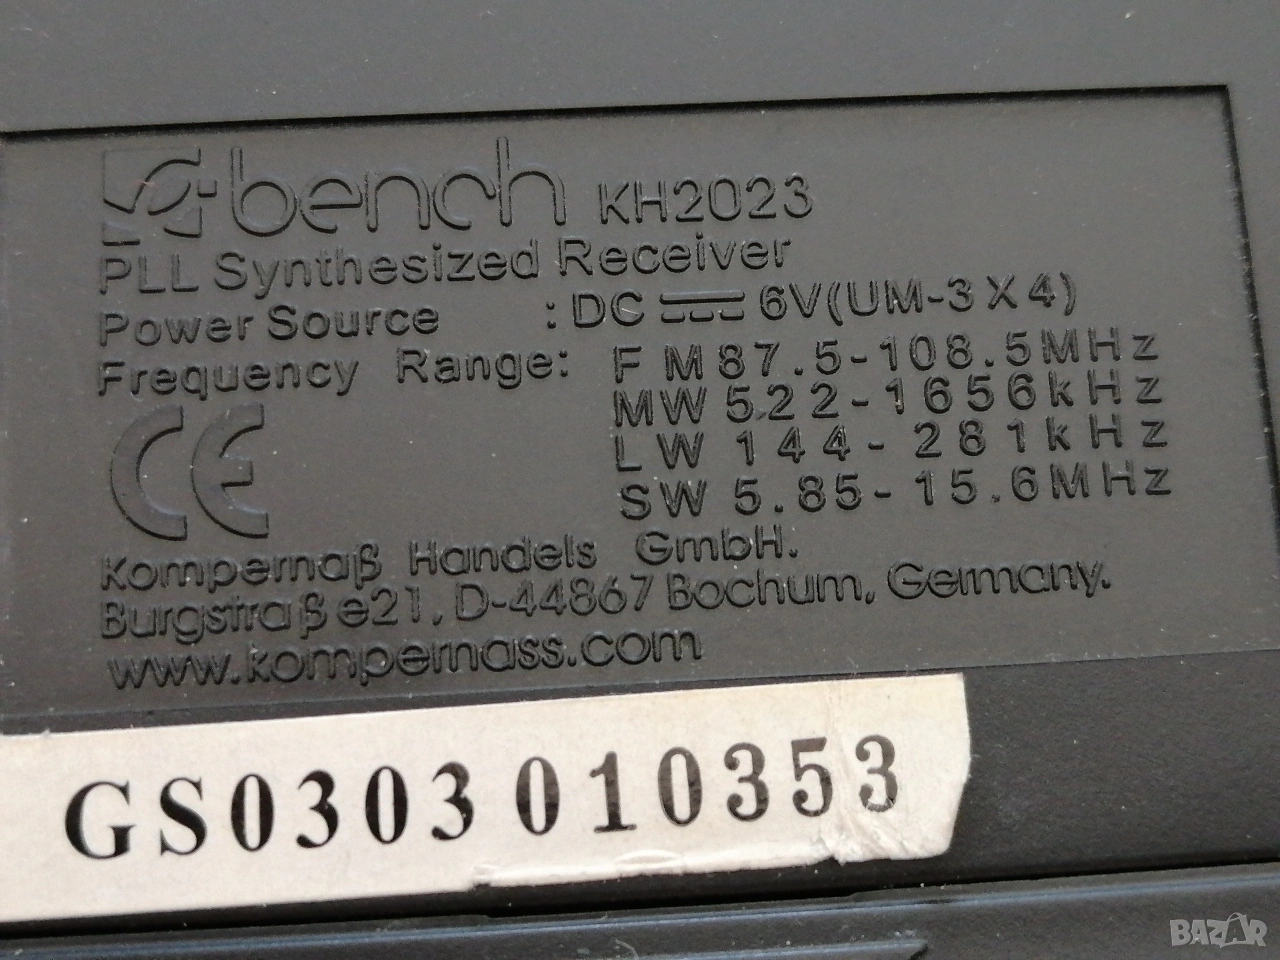 bench KH2023
PLL Synthesized Receiver
Power Source : DC 6V(UM-3 X 4)
Frequency Range: FM 87.5-108.5MHz
MW 522-1656kHz
LW 144-281kHz
SW 5.85-15.6MHz
CE
Kompernaß Handels GmbH.
Burgstraße21, D-44867 Bochum, Germany.
www.kompernass.com
GS0303 010353
BAZAR